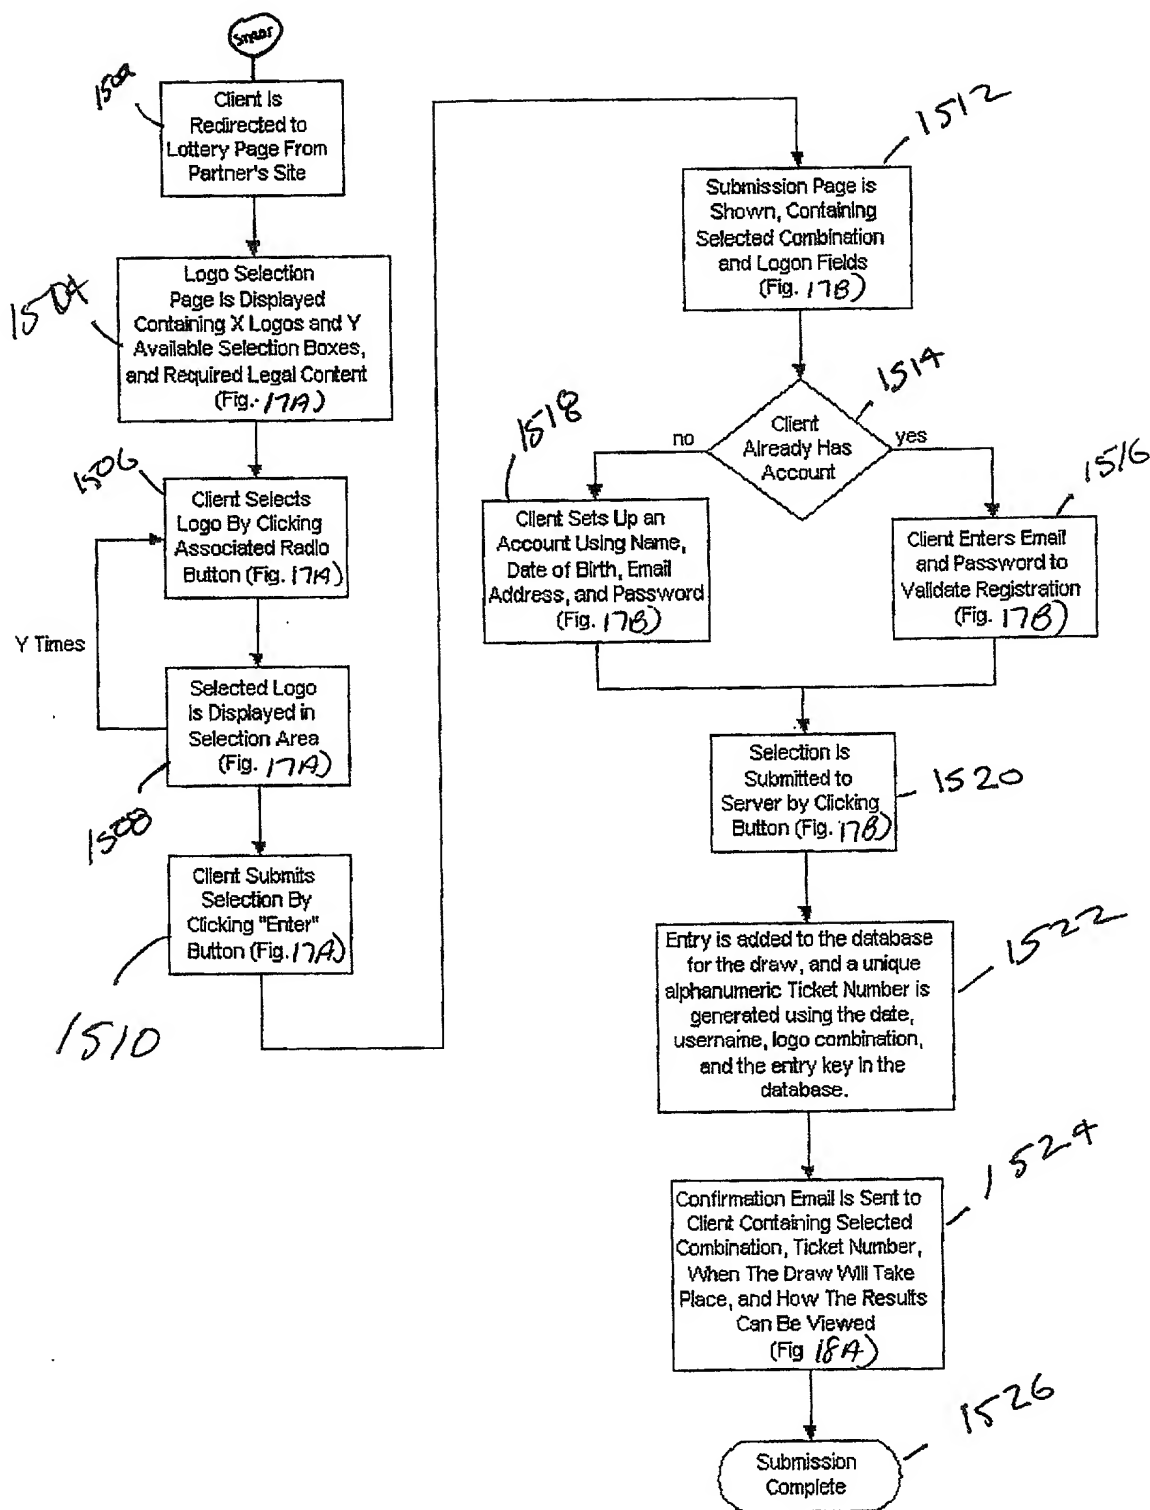 1502
Client Is
Redirected to
Lottery Page From
Partner's Site
1504
Logo Selection
Page Is Displayed
Containing X Logos and Y
Available Selection Boxes,
and Required Legal Content
(Fig. 17A)
1506
Client Selects
Logo By Clicking
Associated Radio
Button (Fig. 17A)
Y Times
Selected Logo
Is Displayed in
Selection Area
(Fig. 17A)
1508
Client Submits
Selection By
Clicking "Enter"
Button (Fig. 17A)
1510
1512
Submission Page is
Shown, Containing
Selected Combination
and Logon Fields
(Fig. 17B)
1514
Client
Already Has
Account
no
yes
1518
Client Sets Up an
Account Using Name,
Date of Birth, Email
Address, and Password
(Fig. 17B)
1516
Client Enters Email
and Password to
Validate Registration
(Fig. 17B)
Selection Is
Submitted to
Server by Clicking
Button (Fig. 17B)
1520
Entry is added to the database
for the draw, and a unique
alphanumeric Ticket Number is
generated using the date,
username, logo combination,
and the entry key in the
database.
1522
Confirmation Email Is Sent to
Client Containing Selected
Combination, Ticket Number,
When The Draw Will Take
Place, and How The Results
Can Be Viewed
(Fig 18A)
1524
Submission
Complete
1526